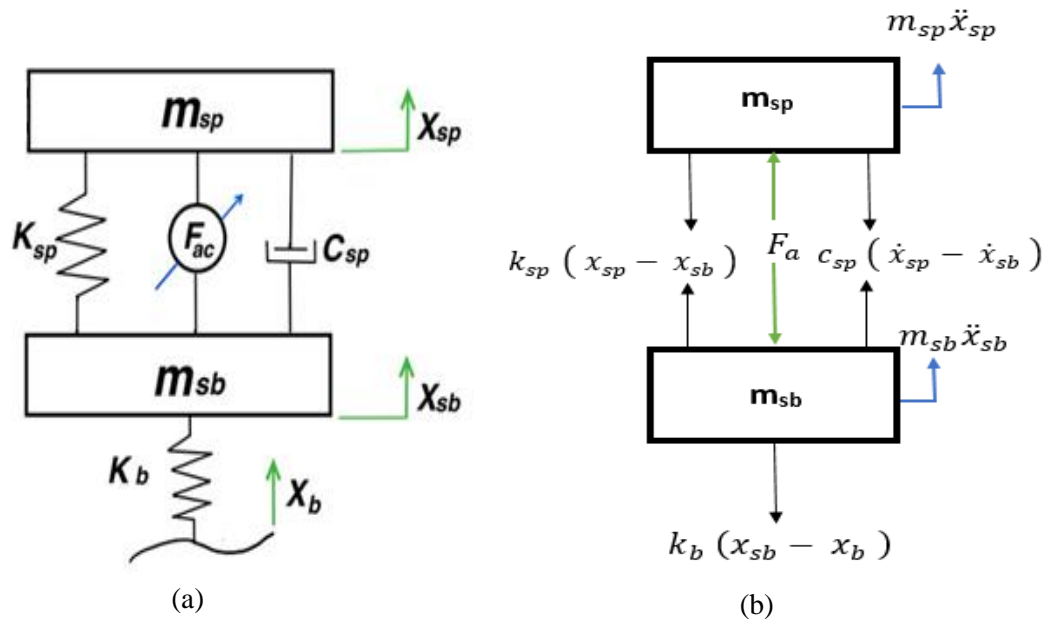 m_sp
X_sp
K_sp
F_ac
C_sp
m_sb
X_sb
K_b
X_b
(a)
m_sp ẍ_sp
m_sp
k_sp ( x_sp − x_sb )
F_a
c_sp ( ẋ_sp − ẋ_sb )
m_sb ẍ_sb
m_sb
k_b ( x_sb − x_b )
(b)